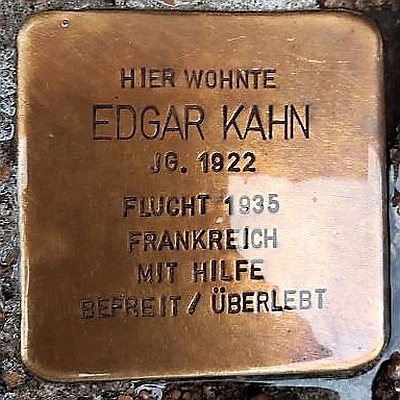 HIER WOHNTE
EDGAR KAHN
JG. 1922
FLUCHT 1935
FRANKREICH
MIT HILFE
BEFREIT / ÜBERLEBT